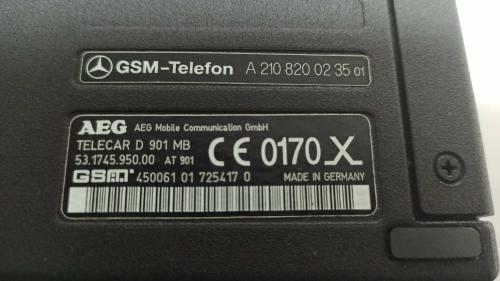 GSM-Telefon A 210 820 02 35 01
AEG AEG Mobile Communication GmbH
TELECAR D 901 MB
53.1745.950.00 AT 901 CE 0170 X
GSM 450061 01 725417 0 MADE IN GERMANY